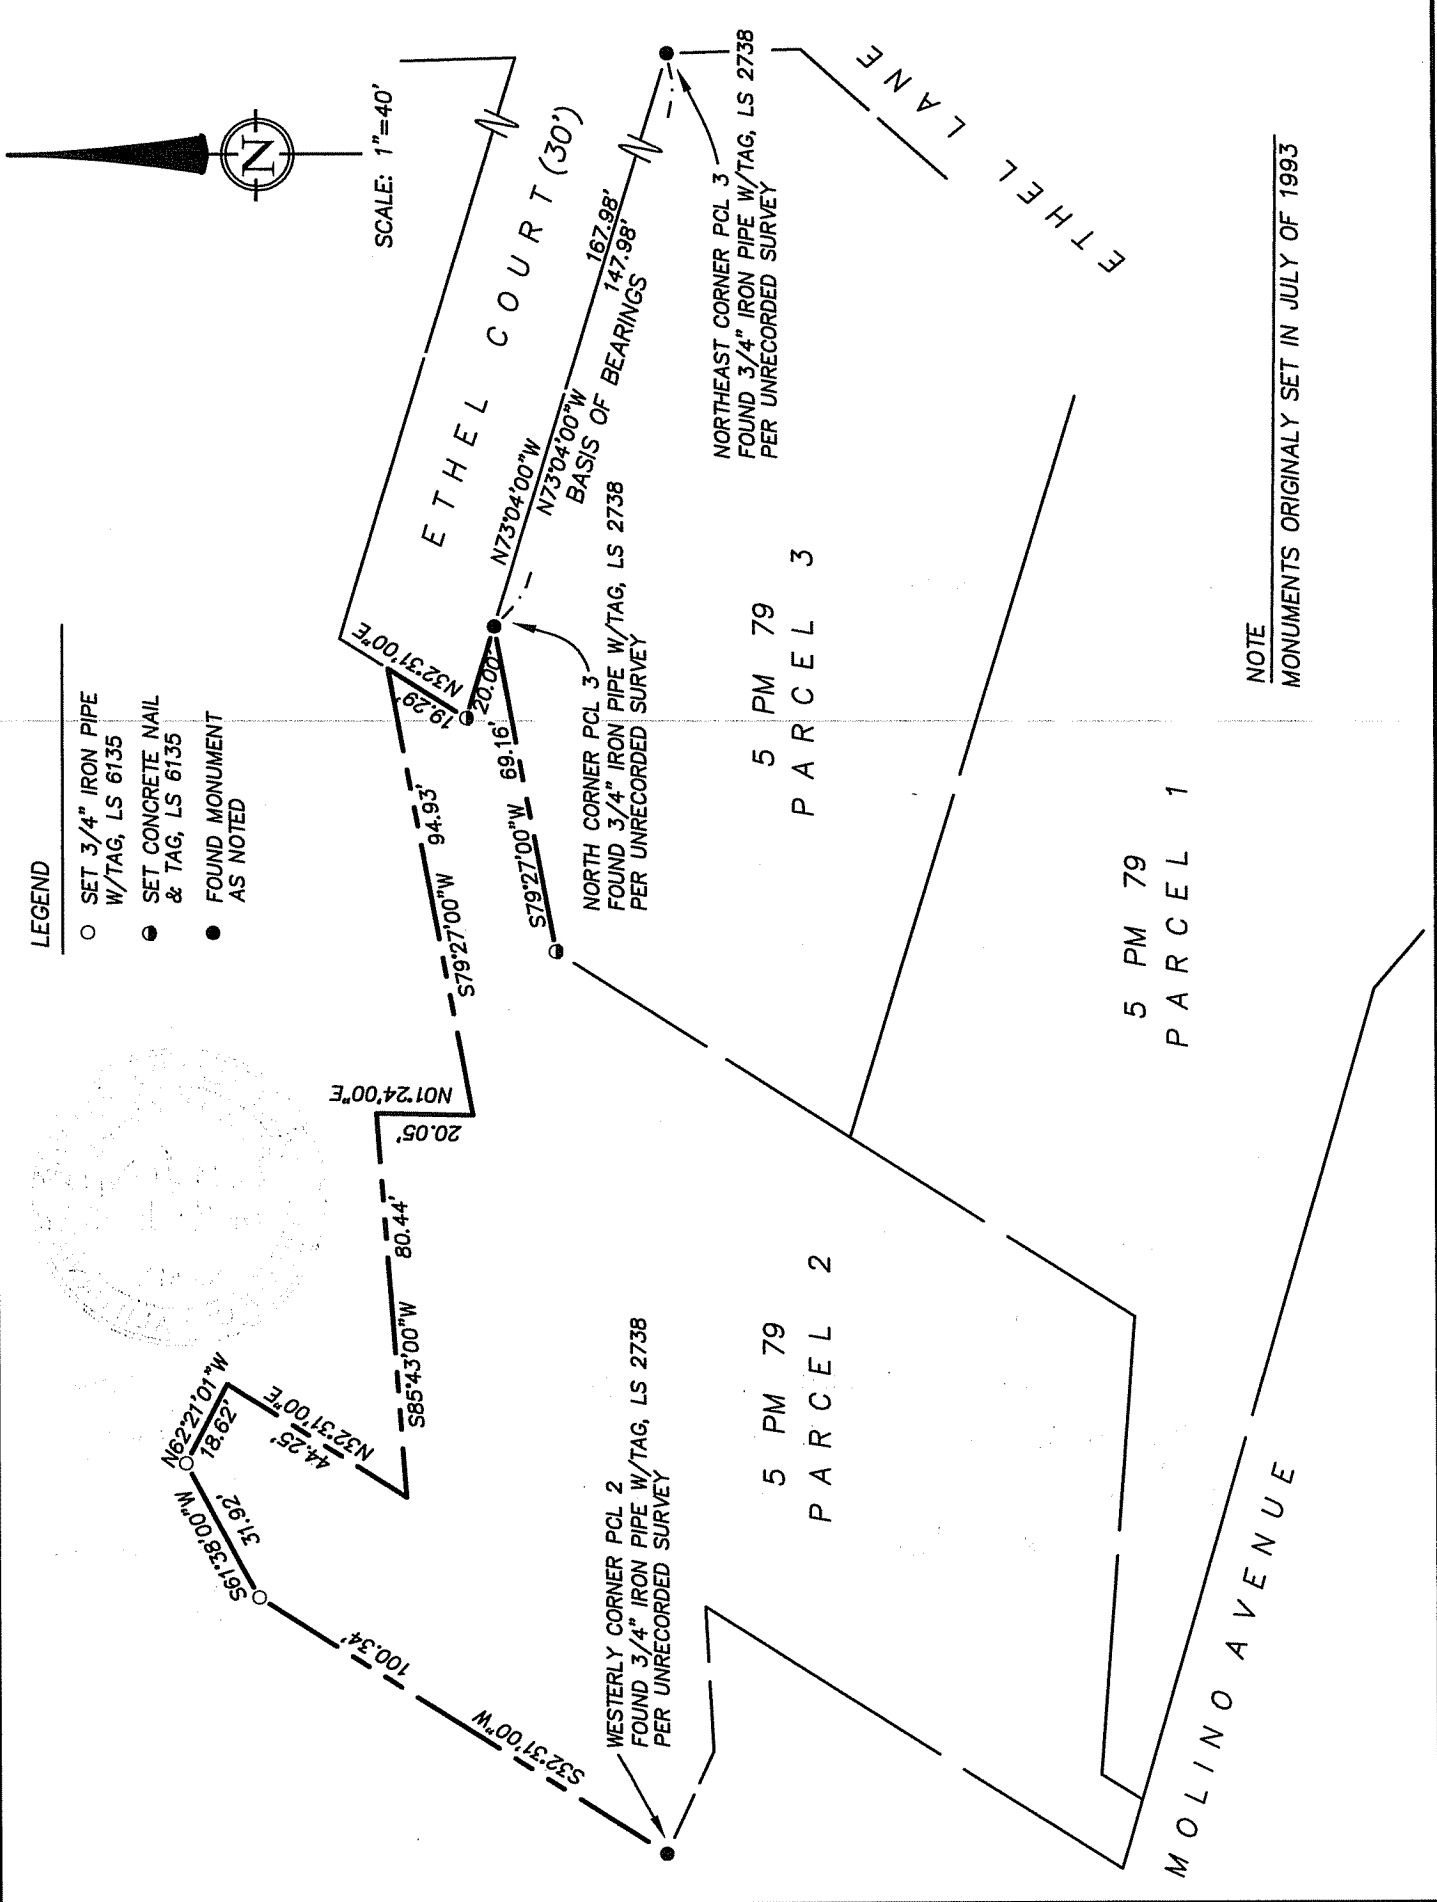 LEGEND
SET 3/4" IRON PIPE
W/TAG, LS 6135
SET CONCRETE NAIL
& TAG, LS 6135
FOUND MONUMENT
AS NOTED
N
SCALE: 1"=40'
N62°21'01"W
18.62'
S61°38'00"W
31.92'
N32°31'00"E
44.25'
100.34'
S32°31'00"W
S85°43'00"W
80.44'
N01°24'00"E
20.05'
S79°27'00"W
94.93'
N32°31'00"E
19.29'
20.00'
S79°27'00"W
69.16'
ETHEL COURT (30')
N73°04'00"W
167.98'
N73°04'00"W
147.98'
BASIS OF BEARINGS
WESTERLY CORNER PCL 2
FOUND 3/4" IRON PIPE W/TAG, LS 2738
PER UNRECORDED SURVEY
NORTH CORNER PCL 3
FOUND 3/4" IRON PIPE W/TAG, LS 2738
PER UNRECORDED SURVEY
NORTHEAST CORNER PCL 3
FOUND 3/4" IRON PIPE W/TAG, LS 2738
PER UNRECORDED SURVEY
5 PM 79
PARCEL 2
5 PM 79
PARCEL 3
5 PM 79
PARCEL 1
ETHEL LANE
MOLINO AVENUE
NOTE
MONUMENTS ORIGINALY SET IN JULY OF 1993